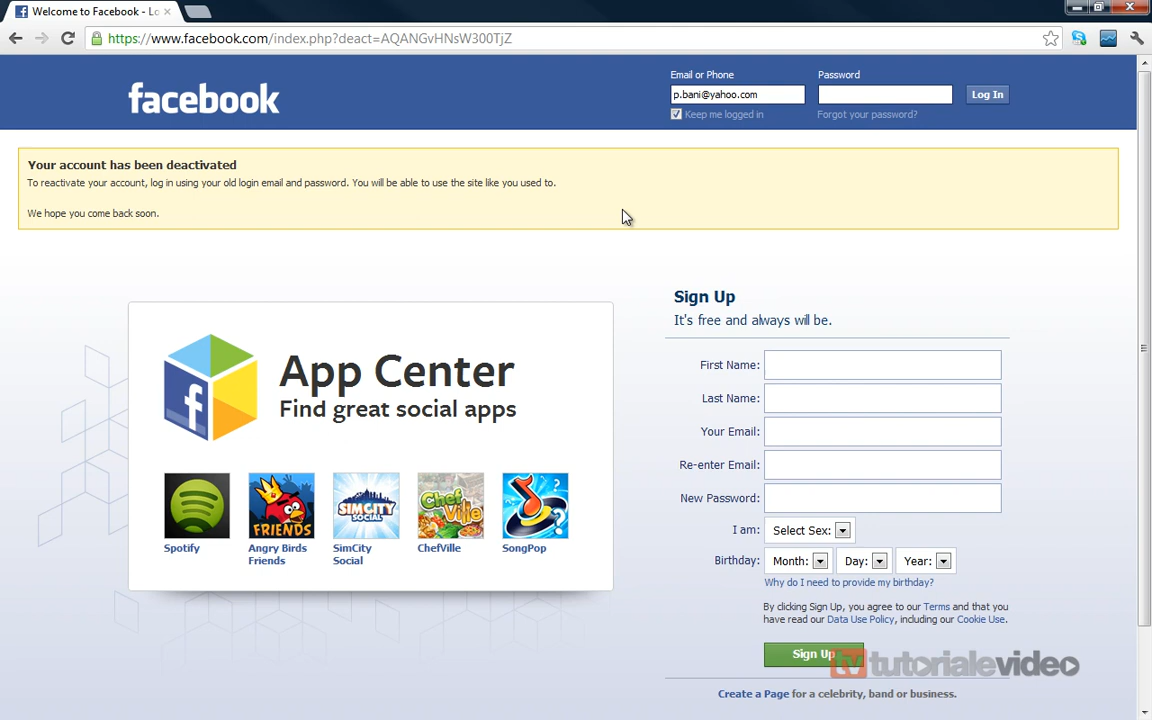 Welcome to Facebook - Lo
https://www.facebook.com/index.php?deact=AQANGvHNsW300TjZ
facebook
Email or Phone
Password
p.bani@yahoo.com
Log In
Keep me logged in
Forgot your password?
Your account has been deactivated
To reactivate your account, log in using your old login email and password. You will be able to use the site like you used to.
We hope you come back soon.
Sign Up
It's free and always will be.
App Center
Find great social apps
First Name:
Last Name:
Your Email:
Re-enter Email:
New Password:
I am:
Select Sex:
Birthday:
Month:
Day:
Year:
Why do I need to provide my birthday?
FRIENDS
SIMCITY
SOCIAL
Chef
Ville
Spotify
Angry Birds
Friends
SimCity
Social
ChefVille
SongPop
By clicking Sign Up, you agree to our Terms and that you
have read our Data Use Policy, including our Cookie Use.
Sign Up
tv tutorialevideo
Create a Page for a celebrity, band or business.